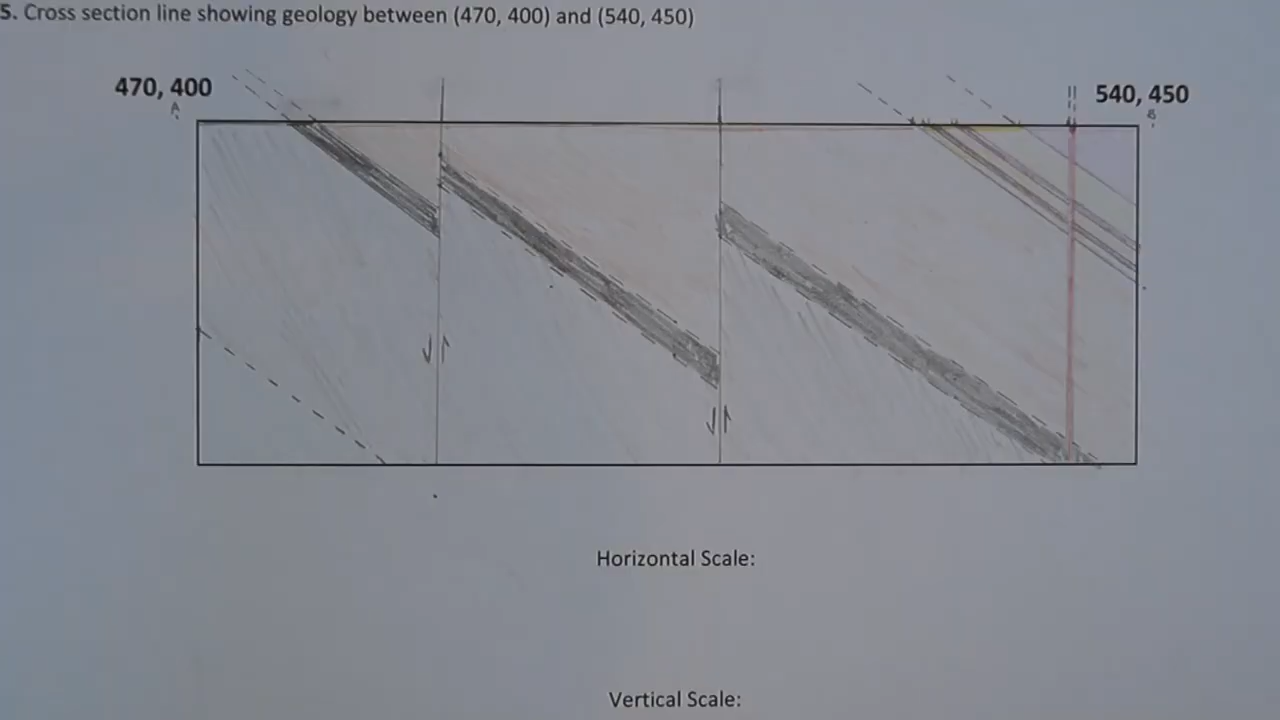 5. Cross section line showing geology between (470, 400) and (540, 450)
470, 400
540, 450
A
B
Horizontal Scale:
Vertical Scale: